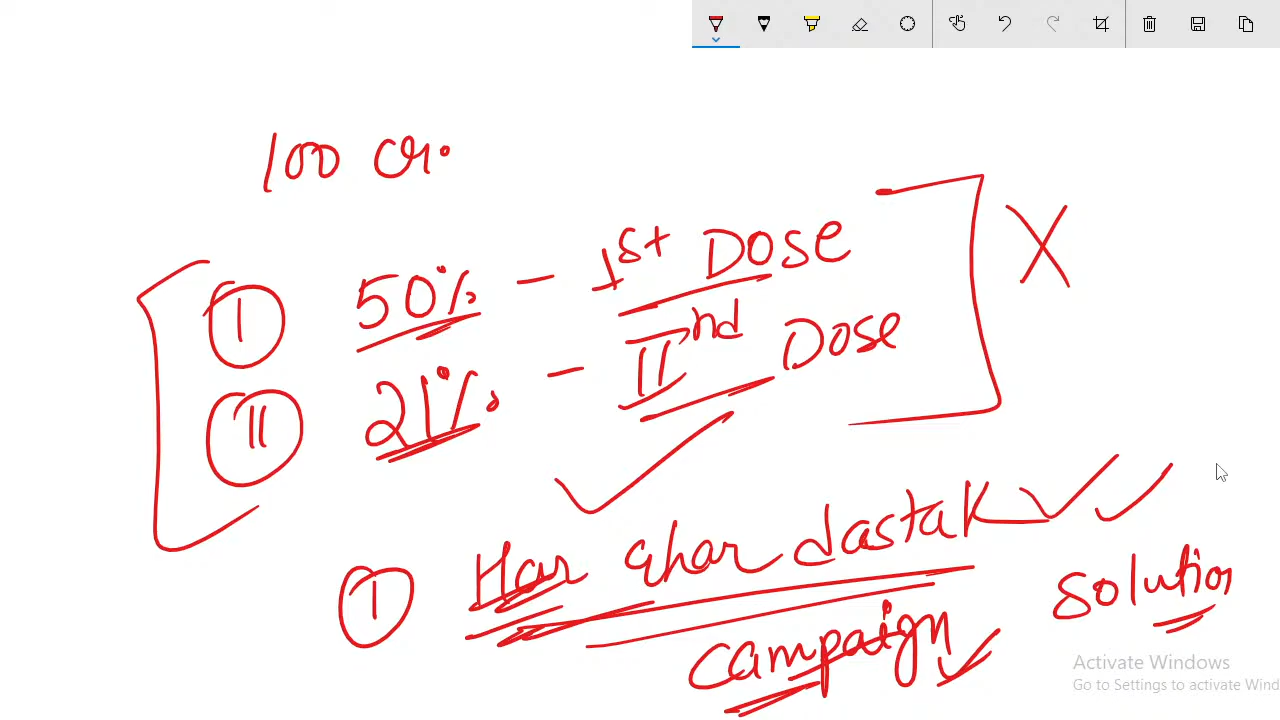 100 Cr.
I 50% - 1st DOSE X
II 21% - IInd Dose
I Har ghar dastak
campaign
solution
Activate Windows
Go to Settings to activate Wind